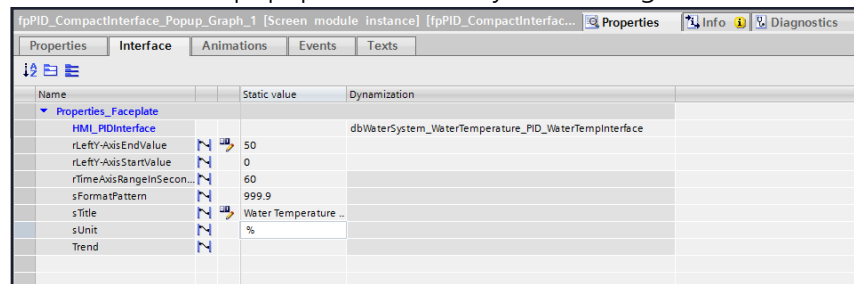 fpPID_CompactInterface_Popup_Graph_1 [Screen module instance] [fpPID_CompactInterfac... Properties Info Diagnostics
Properties Interface Animations Events Texts
Name Static value Dynamization
Properties_Faceplate
HMI_PIDInterface dbWaterSystem_WaterTemperature_PID_WaterTempInterface
rLeftY-AxisEndValue 50
rLeftY-AxisStartValue 0
rTimeAxisRangeInSecon... 60
sFormatPattern 999.9
sTitle Water Temperature ..
sUnit %
Trend